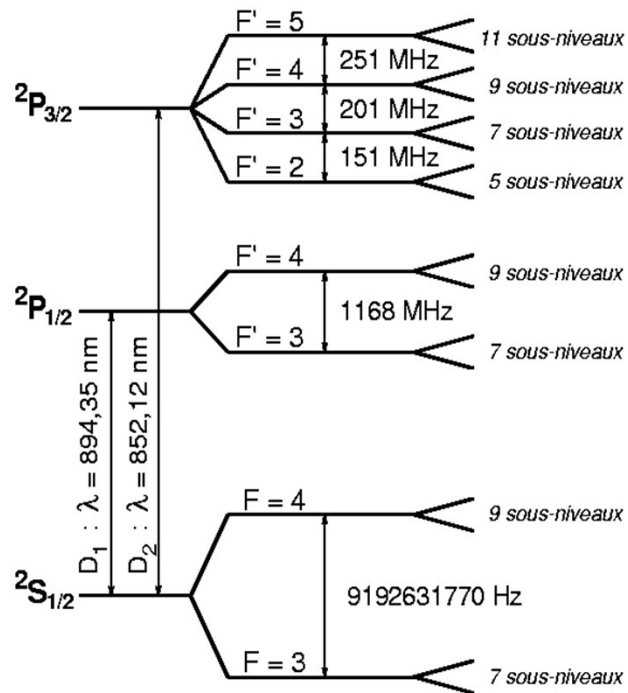 F' = 5
11 sous-niveaux
251 MHz
F' = 4
9 sous-niveaux
²P₃/₂
201 MHz
F' = 3
7 sous-niveaux
151 MHz
F' = 2
5 sous-niveaux
F' = 4
9 sous-niveaux
²P₁/₂
1168 MHz
F' = 3
7 sous-niveaux
D₁ : λ = 894,35 nm
D₂ : λ = 852,12 nm
F = 4
9 sous-niveaux
²S₁/₂
9192631770 Hz
F = 3
7 sous-niveaux